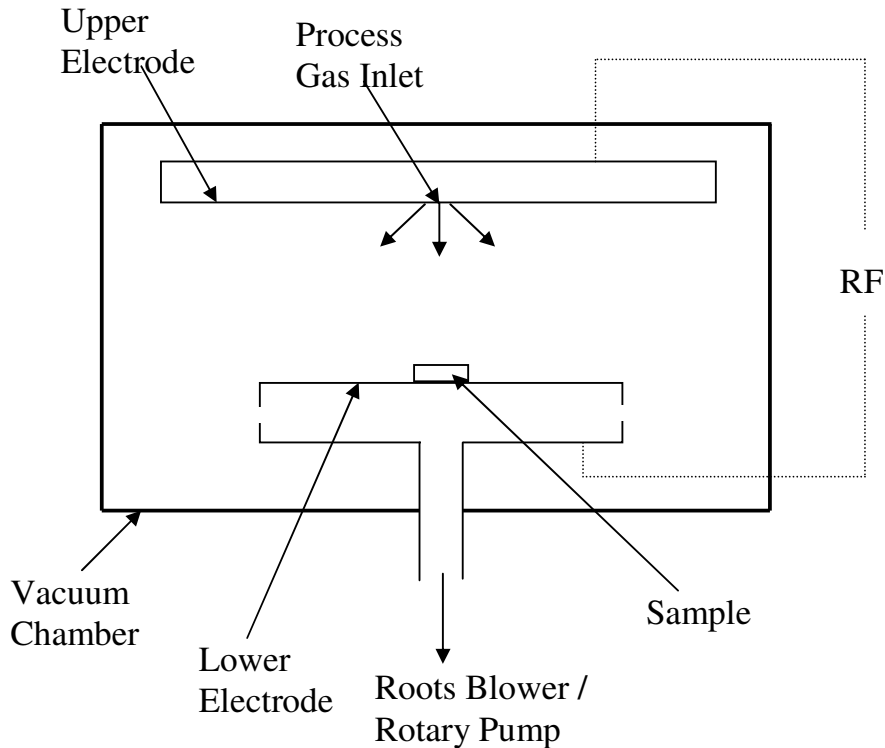 Upper
Electrode
Process
Gas Inlet
RF
Vacuum
Chamber
Lower
Electrode
Roots Blower /
Rotary Pump
Sample